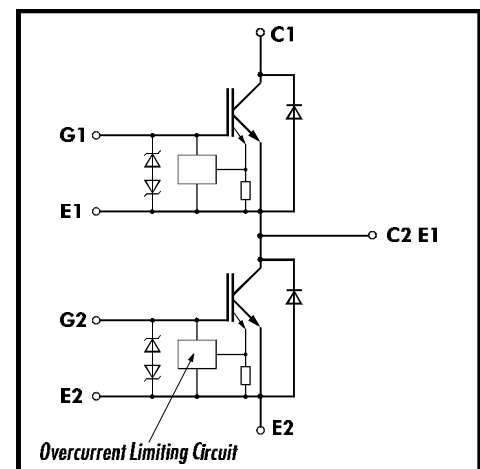 C1
G1
E1
C2 E1
G2
E2
E2
Overcurrent Limiting Circuit